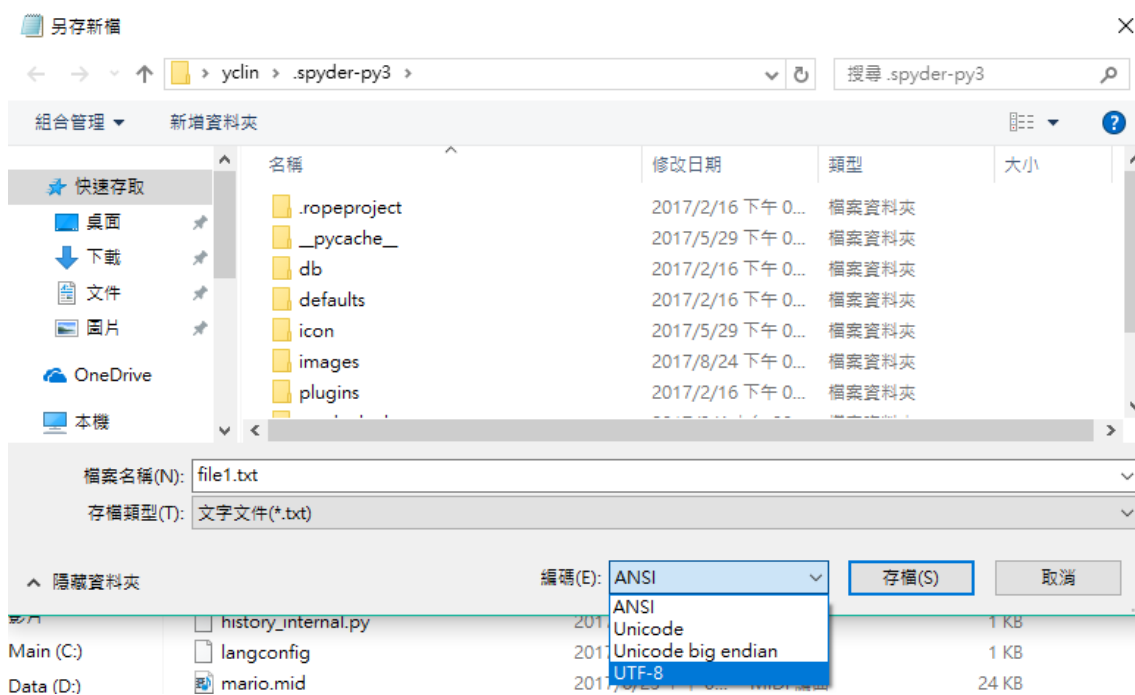 另存新檔
yclin › .spyder-py3 ›
搜尋 .spyder-py3
組合管理 新增資料夾
名稱 修改日期 類型 大小
快速存取
桌面
下載
文件
圖片
OneDrive
本機
.ropeproject 2017/2/16 下午 0... 檔案資料夾
__pycache__ 2017/5/29 下午 0... 檔案資料夾
db 2017/2/16 下午 0... 檔案資料夾
defaults 2017/2/16 下午 0... 檔案資料夾
icon 2017/5/29 下午 0... 檔案資料夾
images 2017/8/24 下午 0... 檔案資料夾
plugins 2017/2/16 下午 0... 檔案資料夾
檔案名稱(N): file1.txt
存檔類型(T): 文字文件(*.txt)
隱藏資料夾
編碼(E): ANSI
存檔(S) 取消
ANSI
Unicode
Unicode big endian
UTF-8
history_internal.py 201 1 KB
Main (C:) langconfig 201 1 KB
Data (D:) mario.mid 24 KB